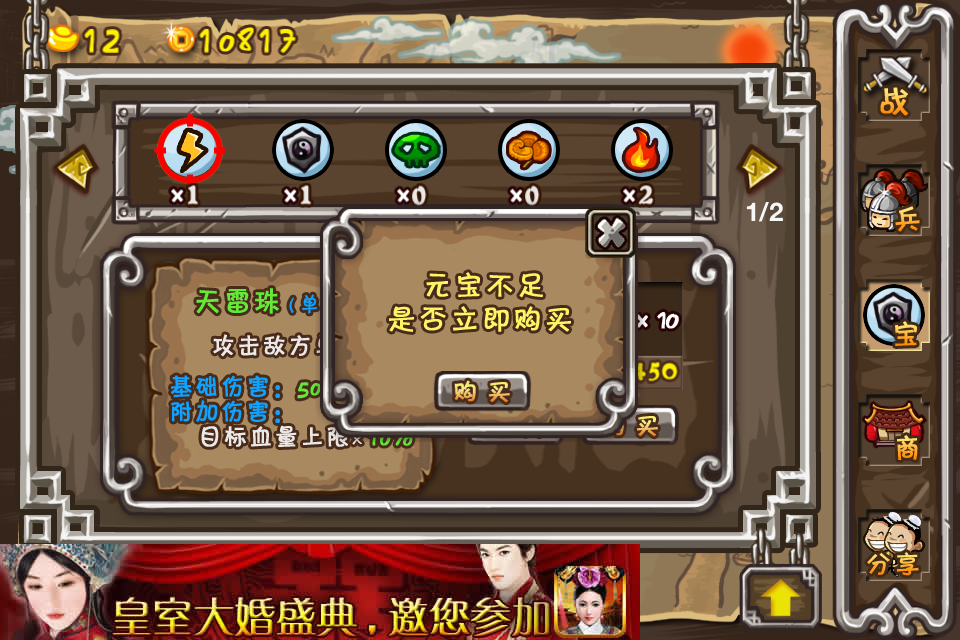 12
10817
战
×1
×1
×0
×0
×2
1/2
兵
元宝不足
是否立即购买
购买
天雷珠(单
攻击敌方
基础伤害: 50
附加伤害:
目标血量上限×10%
× 10
450
买
宝
商
分享
皇室大婚盛典，邀您参加